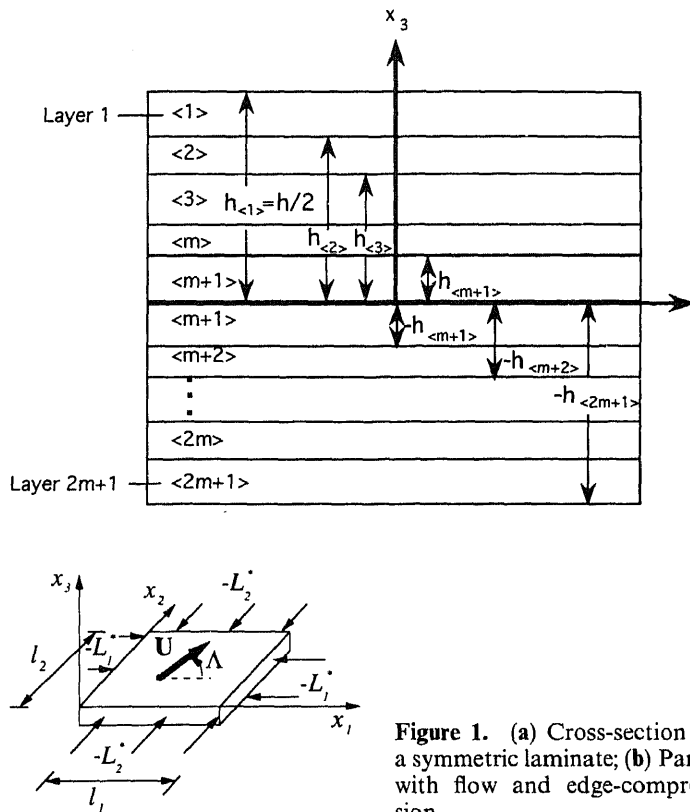 x₃
Layer 1
<1>
<2>
<3>
h<1>=h/2
h<2>
h<3>
<m>
<m+1>
h<m+1>
<m+1>
-h<m+1>
<m+2>
-h<m+2>
-h<2m+1>
<2m>
Layer 2m+1
<2m+1>
x₃
x₂
-L₂*
-L₁*
U
Λ
l₂
-L₁*
x₁
-L₂*
l₁
Figure 1. (a) Cross-section
a symmetric laminate; (b) Par
with flow and edge-compre
sion